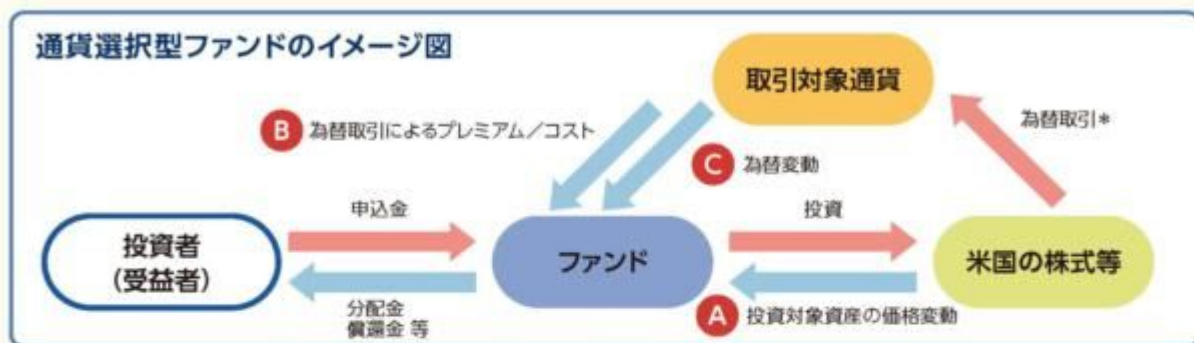 通貨選択型ファンドのイメージ図
取引対象通貨
B 為替取引によるプレミアム/コスト
為替取引*
C 為替変動
申込金
投資
投資者
(受益者)
ファンド
米国の株式等
分配金
償還金 等
A 投資対象資産の価格変動